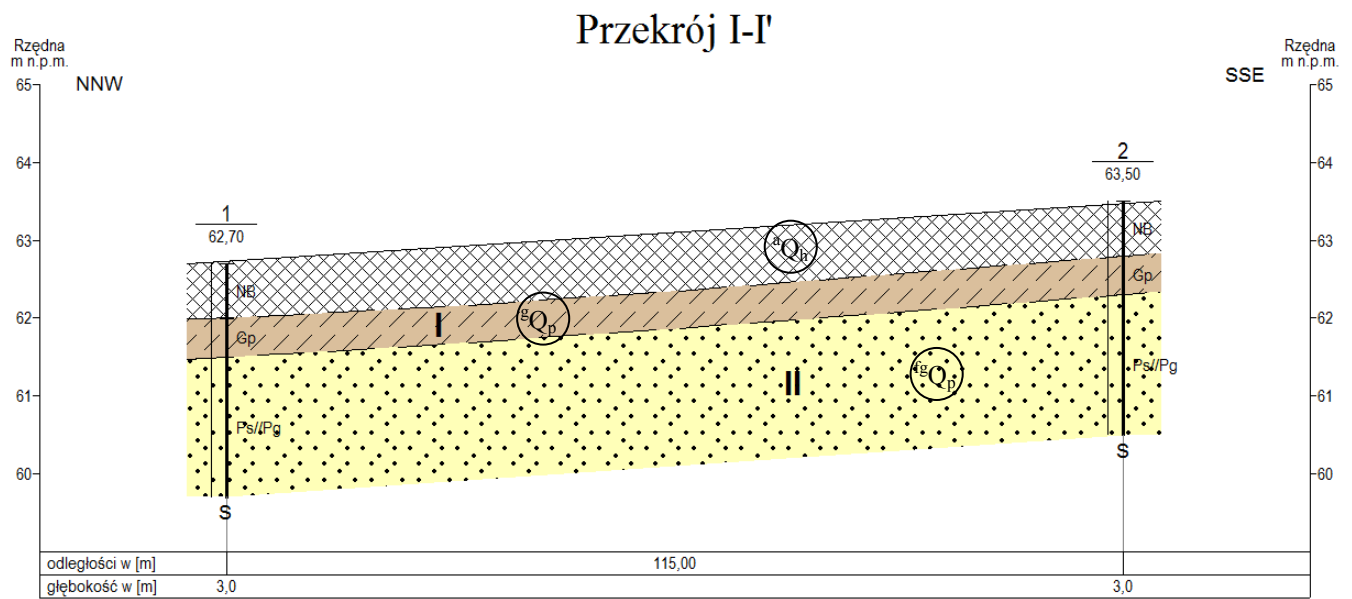 Przekrój I-I'
Rzędna
m n.p.m.
Rzędna
m n.p.m.
NNW
SSE
65
65
64
64
63
63
62
62
61
61
60
60
1
62,70
2
63,50
NB
Gp
Ps//Pg
S
NB
Gp
Ps//Pg
S
aQh
gQp
fgQp
I
II
odległości w [m]
115,00
głębokość w [m]
3,0
3,0